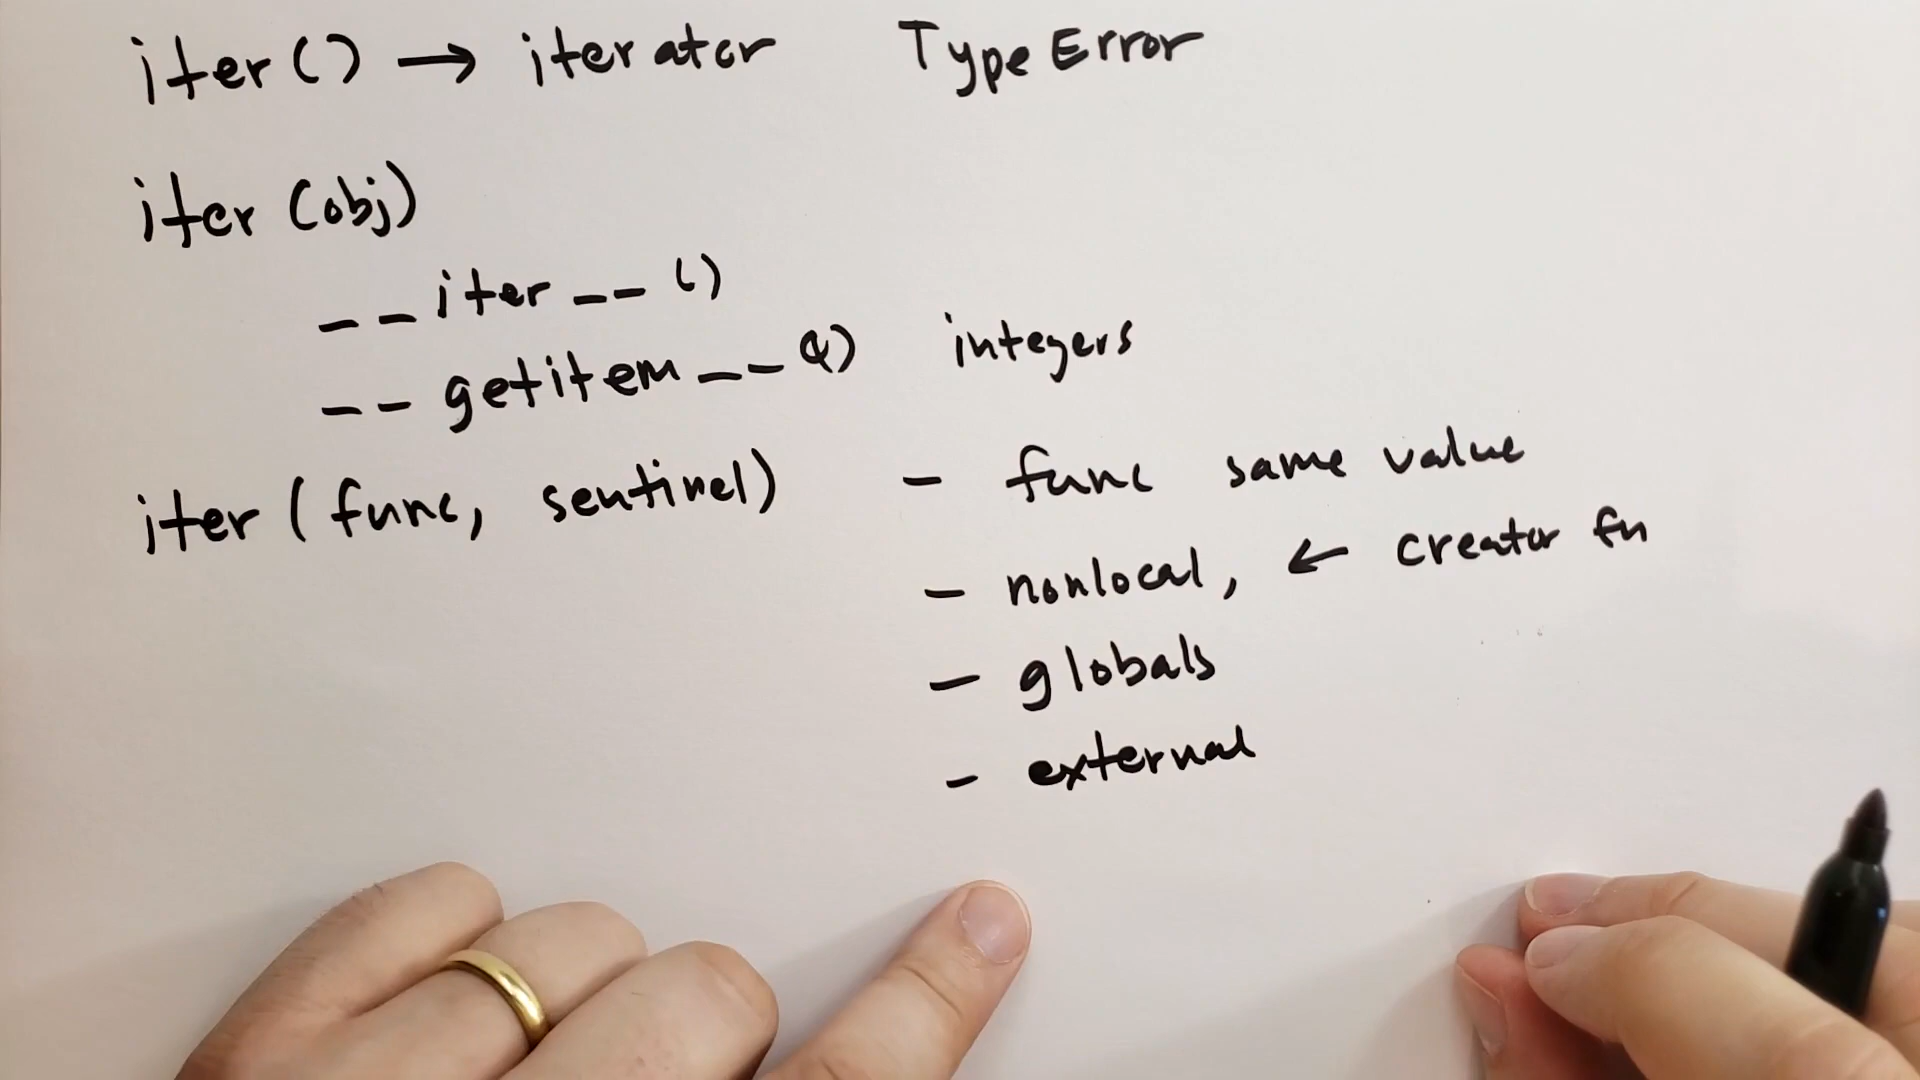 iter() → iterator TypeError
iter (obj)
__iter__()
__getitem__() integers
iter (func, sentinel) - func same value
- nonlocal, ← creator fn
- globals
- external